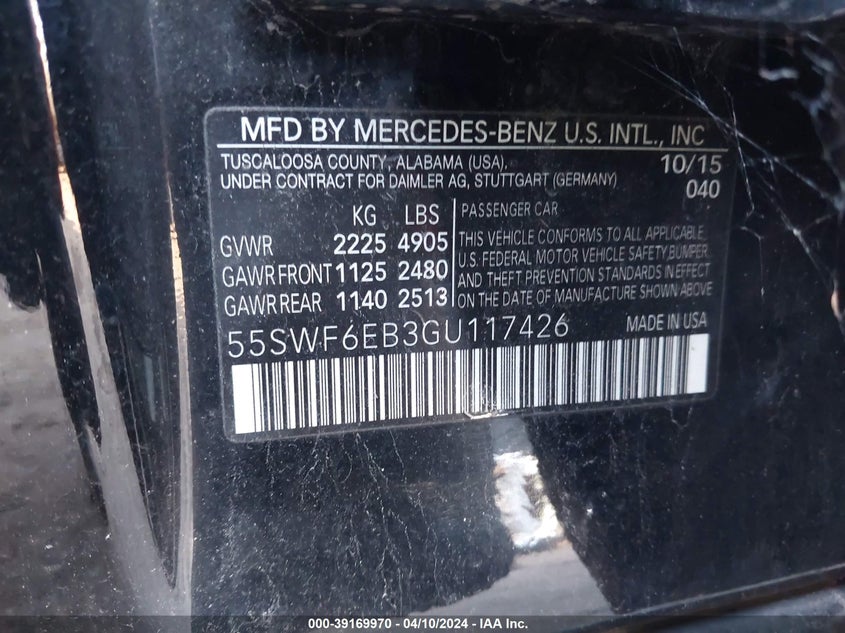 MFD BY MERCEDES-BENZ U.S. INTL., INC
TUSCALOOSA COUNTY, ALABAMA (USA), 10/15
UNDER CONTRACT FOR DAIMLER AG, STUTTGART (GERMANY) 040
KG LBS
GVWR 2225 4905
GAWR FRONT 1125 2480
GAWR REAR 1140 2513
PASSENGER CAR
THIS VEHICLE CONFORMS TO ALL APPLICABLE
U.S. FEDERAL MOTOR VEHICLE SAFETY, BUMPER,
AND THEFT PREVENTION STANDARDS IN EFFECT
ON THE DATE OF MANUFACTURE SHOWN ABOVE
55SWF6EB3GU117426 MADE IN USA
000-39169970 - 04/10/2024 - IAA Inc.